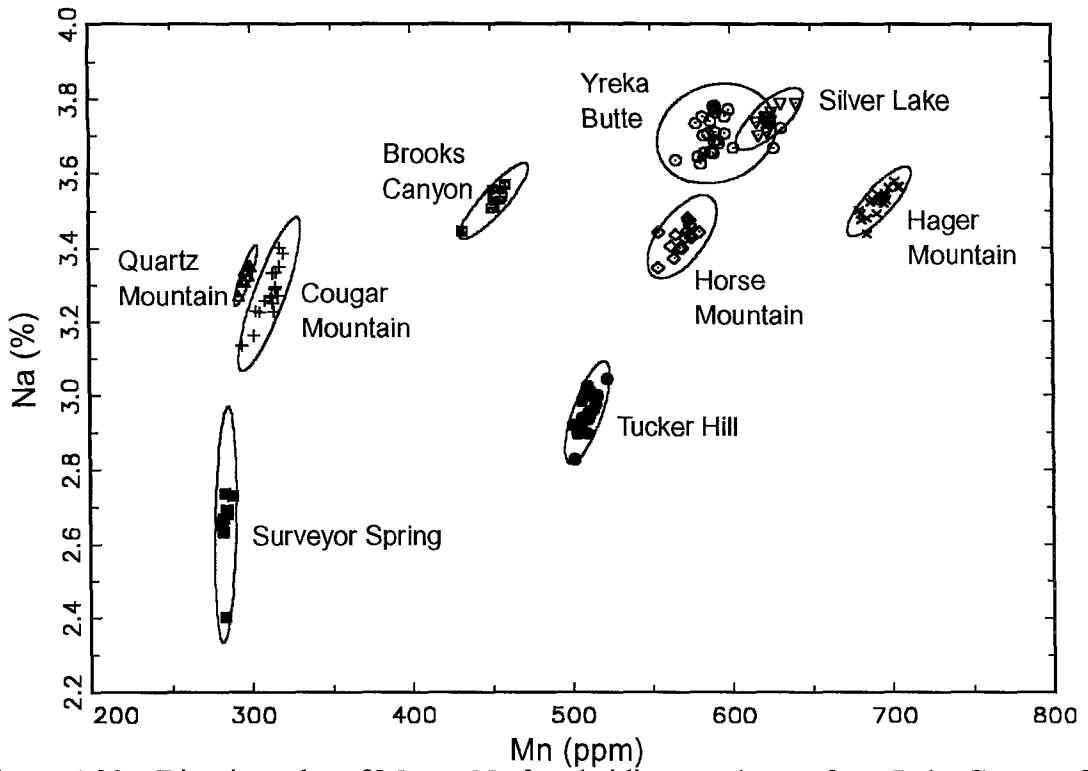 4.0
3.8
3.6
3.4
3.2
3.0
2.8
2.6
2.4
2.2
Na (%)
Yreka
Butte
Silver Lake
Brooks
Canyon
Hager
Mountain
Quartz
Mountain
Cougar
Mountain
Horse
Mountain
Tucker Hill
Surveyor Spring
200 300 400 500 600 700 800
Mn (ppm)